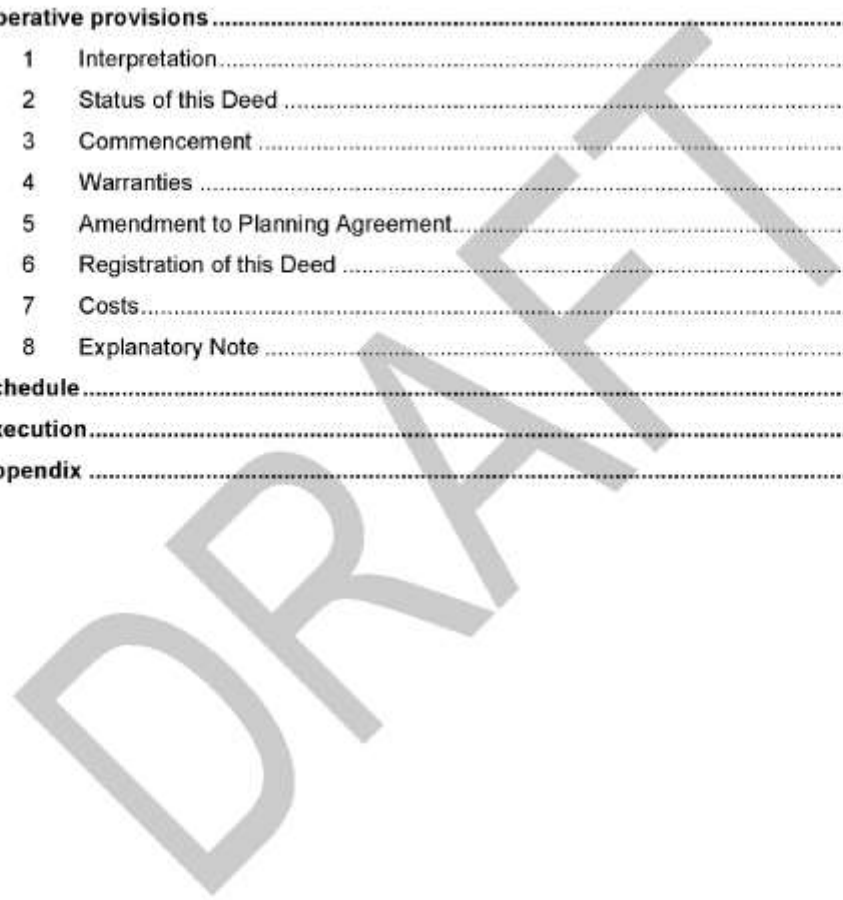 perative provisions ........................................................................
1 Interpretation ........................................................................
2 Status of this Deed ........................................................................
3 Commencement ........................................................................
4 Warranties ........................................................................
5 Amendment to Planning Agreement ........................................................................
6 Registration of this Deed ........................................................................
7 Costs ........................................................................
8 Explanatory Note ........................................................................
chedule ........................................................................
xecution ........................................................................
ppendix ........................................................................
DRAFT